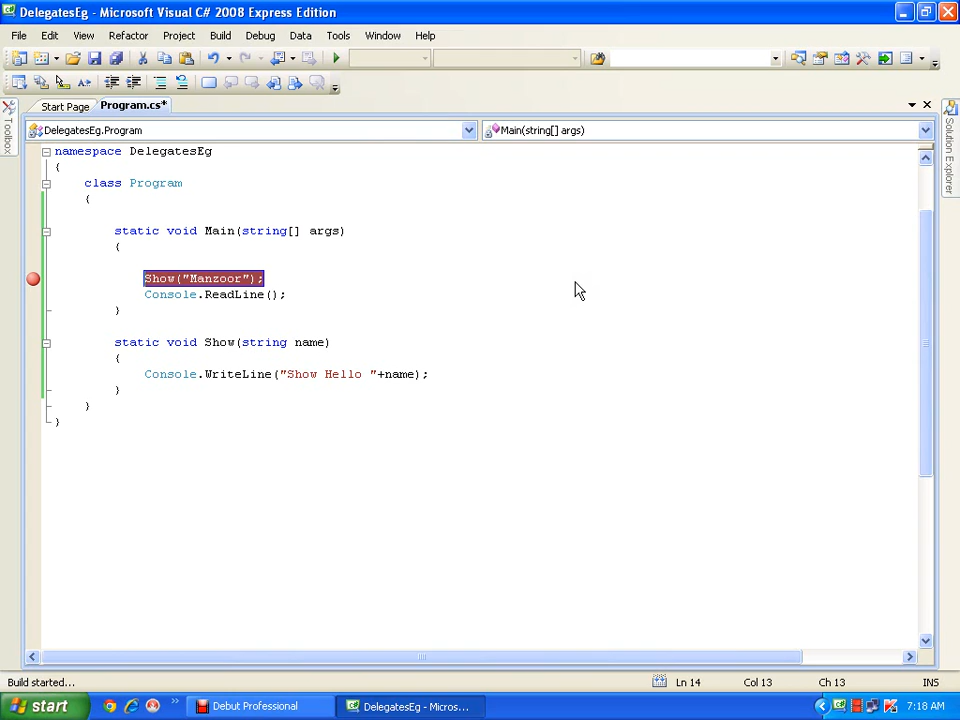 DelegatesEg - Microsoft Visual C# 2008 Express Edition
File Edit View Refactor Project Build Debug Data Tools Window Help
Start Page Program.cs*
DelegatesEg.Program Main(string[] args)
Toolbox
Solution Explorer
namespace DelegatesEg
{
class Program
{
static void Main(string[] args)
{
Show("Manzoor");
Console.ReadLine();
}
static void Show(string name)
{
Console.WriteLine("Show Hello "+name);
}
}
}
Build started... Ln 14 Col 13 Ch 13 INS
start Debut Professional DelegatesEg - Micros... 7:18 AM